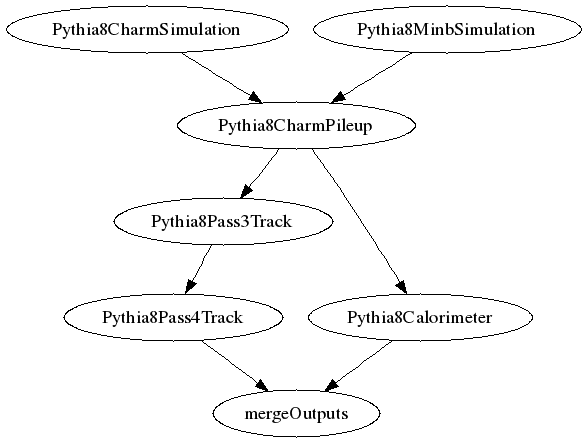 Pythia8CharmSimulation
Pythia8MinbSimulation
Pythia8CharmPileup
Pythia8Pass3Track
Pythia8Pass4Track
Pythia8Calorimeter
mergeOutputs